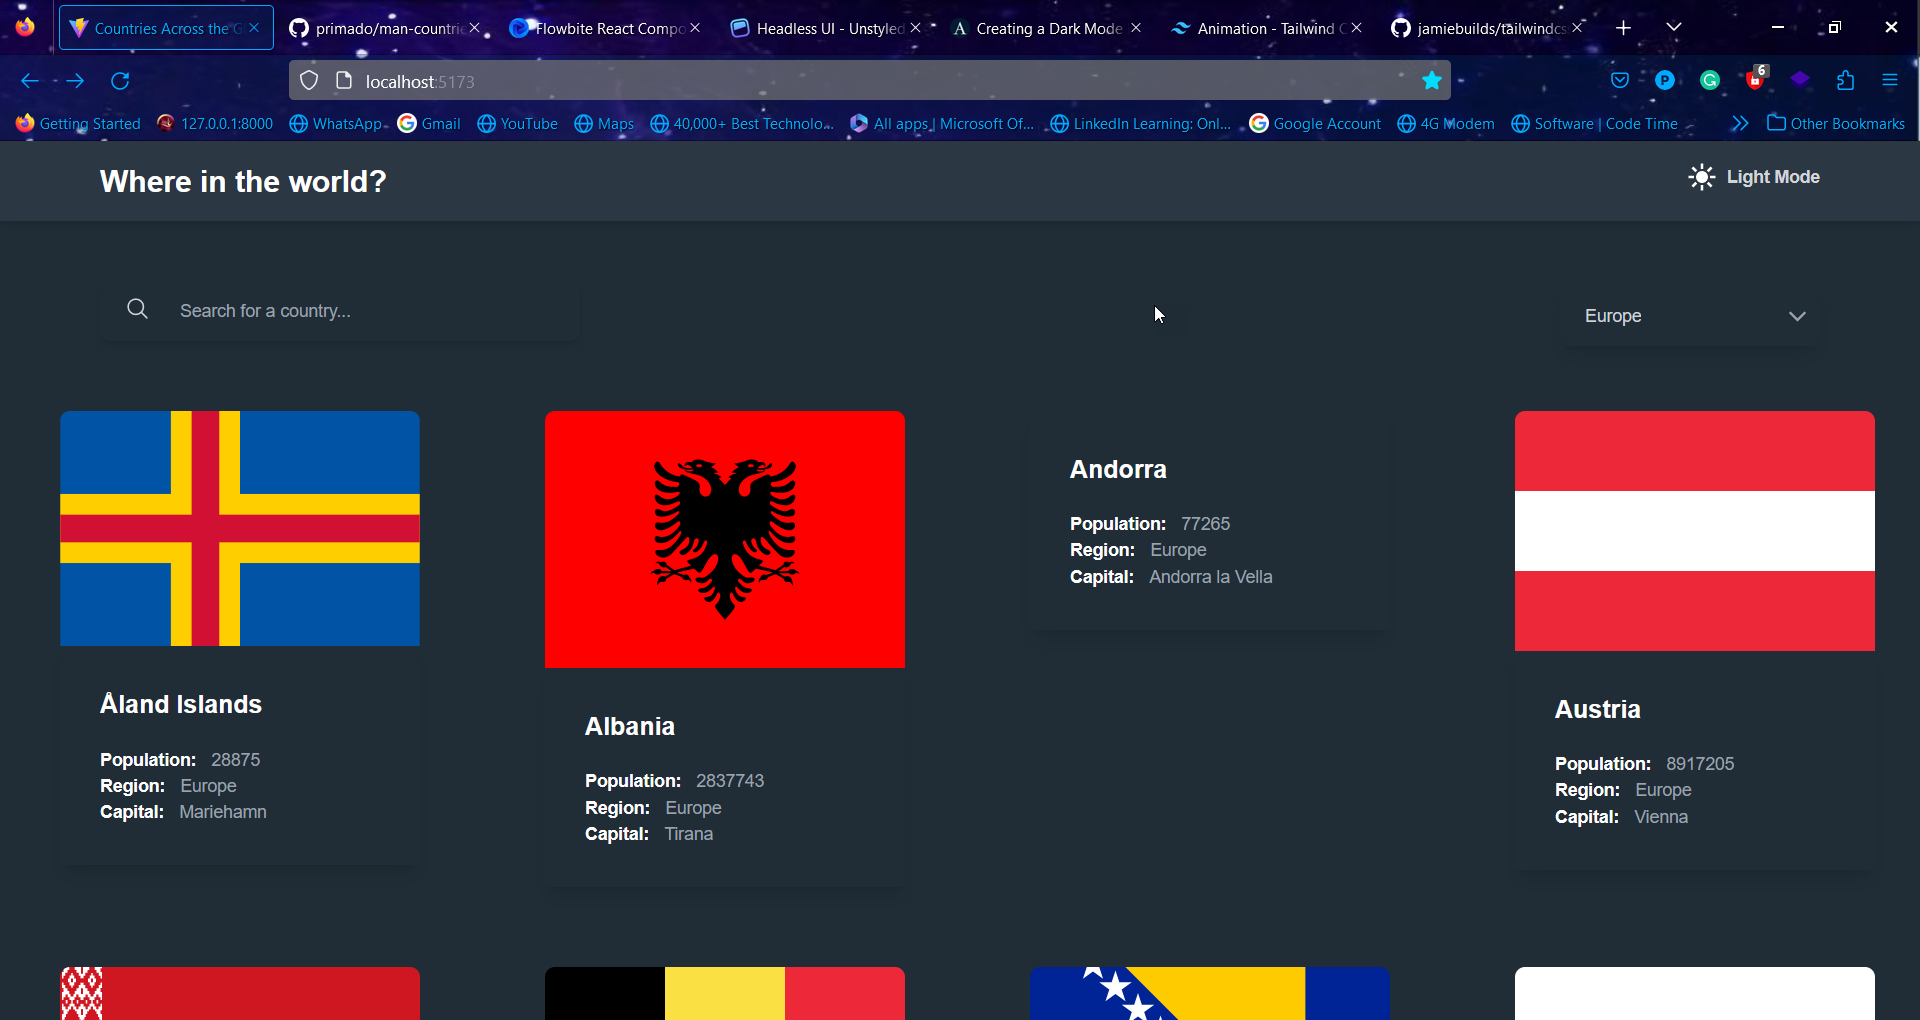 Countries Across the G
primado/man-countrie
Flowbite React Compo
Headless UI - Unstyled
Creating a Dark Mode
Animation - Tailwind C
jamiebuilds/tailwindcs
localhost:5173
6
Getting Started
127.0.0.1:8000
WhatsApp
Gmail
YouTube
Maps
40,000+ Best Technolo...
All apps | Microsoft Of...
LinkedIn Learning: Onl...
Google Account
4G Modem
Software | Code Time
Other Bookmarks
Where in the world?
Light Mode
Search for a country...
Europe
Åland Islands
Population: 28875
Region: Europe
Capital: Mariehamn
Albania
Population: 2837743
Region: Europe
Capital: Tirana
Andorra
Population: 77265
Region: Europe
Capital: Andorra la Vella
Austria
Population: 8917205
Region: Europe
Capital: Vienna